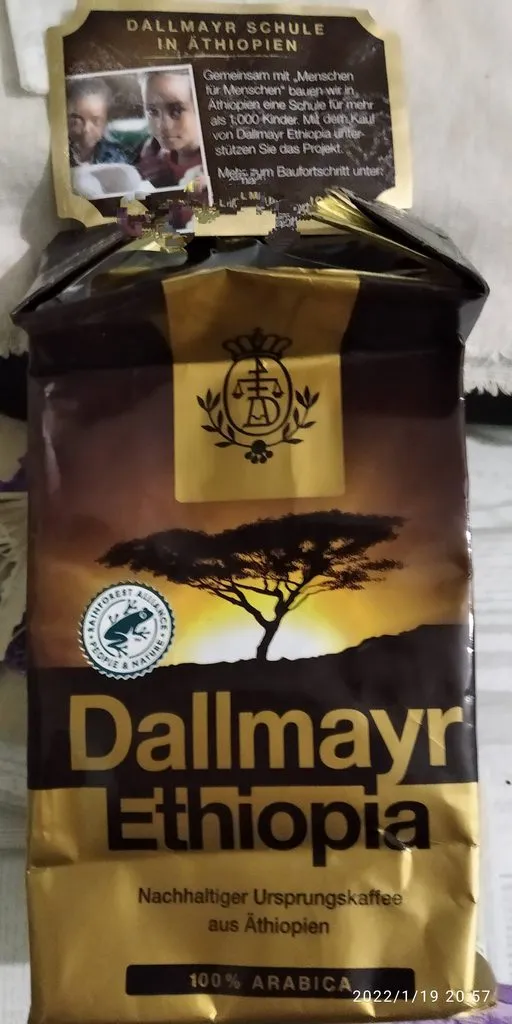 DALLMAYR SCHULE
IN ÄTHIOPIEN
Gemeinsam mit „Menschen
für Menschen" bauen wir in
Äthiopien eine Schule für mehr
als 1.000 Kinder. Mit dem Kauf
von Dallmayr Ethiopia unter-
stützen Sie das Projekt.
Mehr zum Baufortschritt unter:
RAINFOREST ALLIANCE
PEOPLE & NATURE
Dallmayr
Ethiopia
Nachhaltiger Ursprungskaffee
aus Äthiopien
100% ARABICA
2022/1/19 20:57